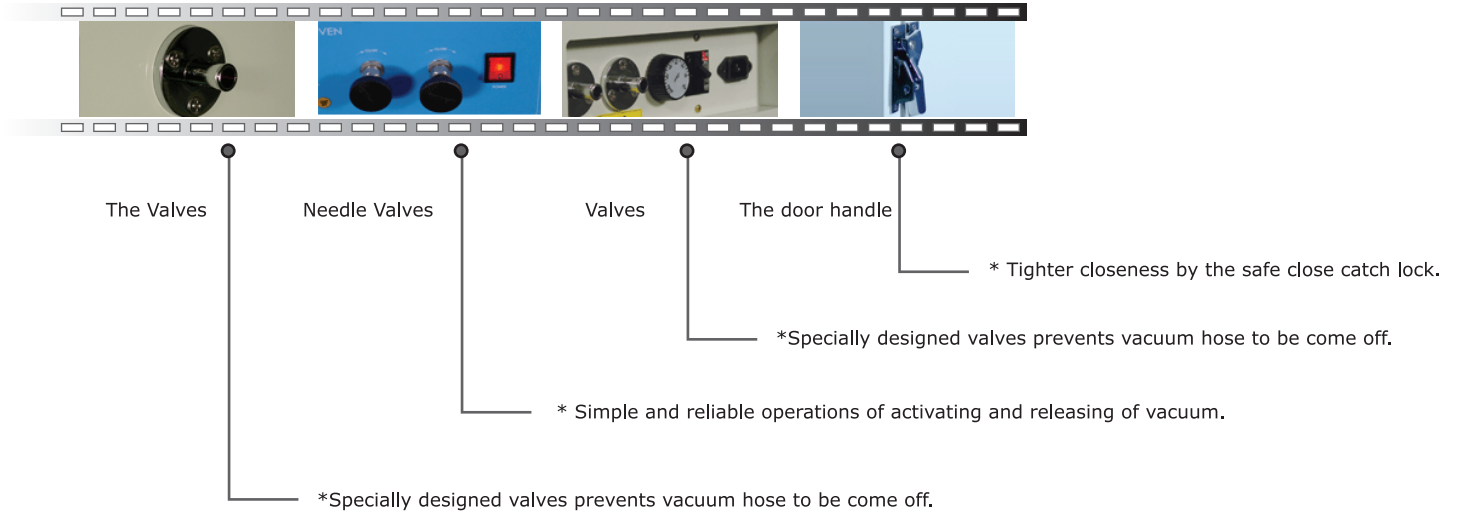 VEN
POWER
The Valves
Needle Valves
Valves
The door handle
* Tighter closeness by the safe close catch lock.
*Specially designed valves prevents vacuum hose to be come off.
* Simple and reliable operations of activating and releasing of vacuum.
*Specially designed valves prevents vacuum hose to be come off.